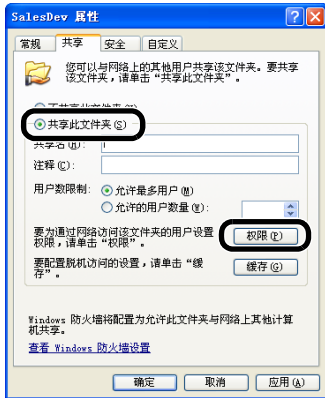 SalesDev 属性
常规 共享 安全 自定义
您可以与网络上的其他用户共享该文件夹。要共享
该文件夹，请单击“共享此文件夹”。
共享此文件夹(S)
共享名(H):
注释(C):
用户数限制: 允许最多用户(M)
允许的用户数量(W):
要为通过网络访问该文件夹的用户设置
权限，请单击“权限”。
权限(P)
要配置脱机访问的设置，请单击“缓
存”。
缓存(G)
Windows 防火墙将配置为允许此文件夹与网络上其他计算
机共享。
查看 Windows 防火墙设置
确定 取消 应用(A)